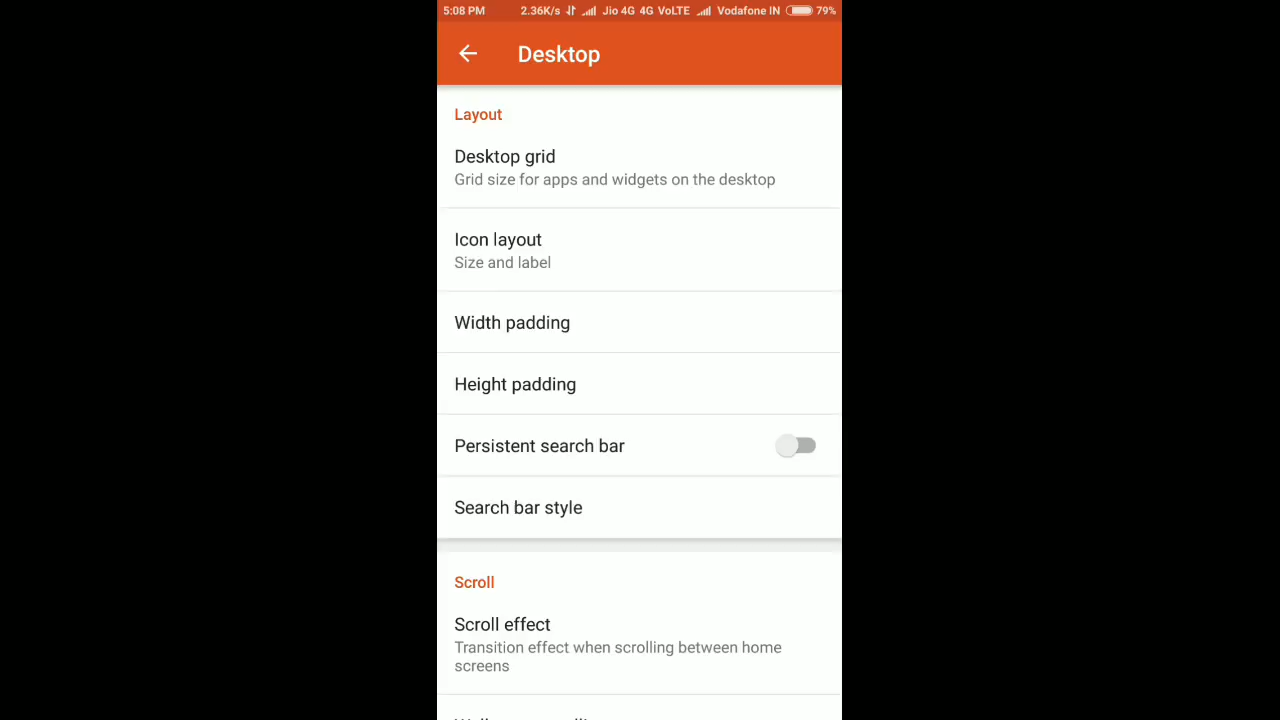 5:08 PM 2.36K/s Jio 4G 4G VoLTE Vodafone IN 79%
Desktop
Layout
Desktop grid
Grid size for apps and widgets on the desktop
Icon layout
Size and label
Width padding
Height padding
Persistent search bar
Search bar style
Scroll
Scroll effect
Transition effect when scrolling between home
screens